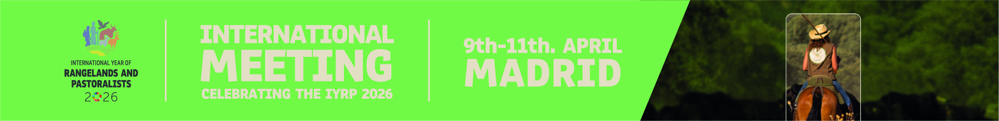 INTERNATIONAL YEAR OF
RANGELANDS AND
PASTORALISTS
2026
INTERNATIONAL
MEETING
CELEBRATING THE IYRP 2026
9th-11th. APRIL
MADRID